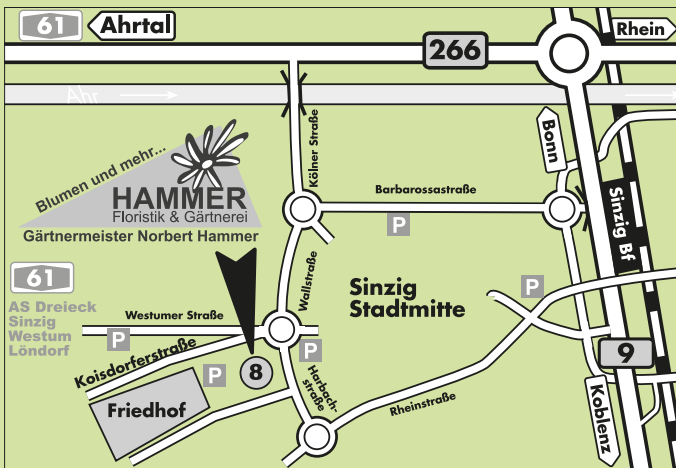 61
Ahrtal
266
Rhein
Ahr
Kölner Straße
Bonn
Blumen und mehr...
HAMMER
Floristik & Gärtnerei
Gärtnermeister Norbert Hammer
Barbarossastraße
P
Sinzig Bf
61
AS Dreieck
Sinzig
Westum
Löndorf
Wallstraße
Sinzig
Stadtmitte
P
Westumer Straße
P
Koisdorferstraße
P
8
P
9
Friedhof
Harbach-
straße
Rheinstraße
Koblenz